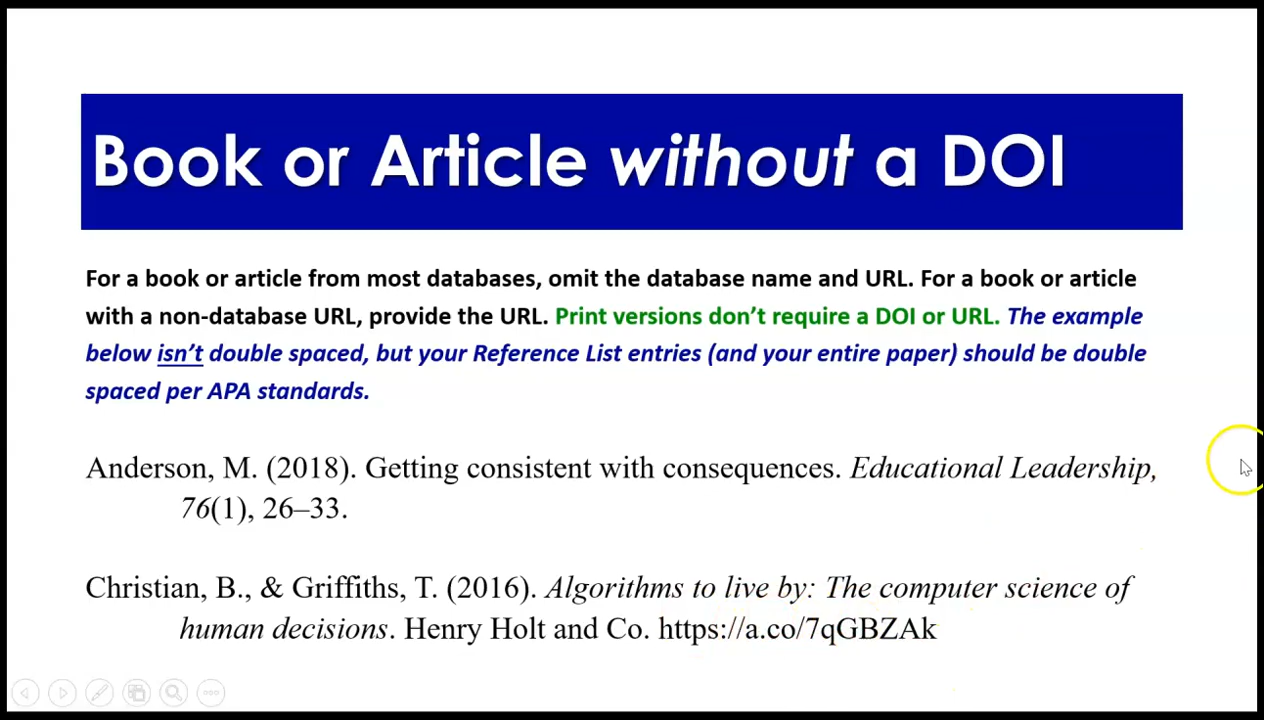 Book or Article without a DOI
For a book or article from most databases, omit the database name and URL. For a book or article
with a non-database URL, provide the URL. Print versions don’t require a DOI or URL. The example
below isn’t double spaced, but your Reference List entries (and your entire paper) should be double
spaced per APA standards.
Anderson, M. (2018). Getting consistent with consequences. Educational Leadership,
76(1), 26–33.
Christian, B., & Griffiths, T. (2016). Algorithms to live by: The computer science of
human decisions. Henry Holt and Co. https://a.co/7qGBZAk